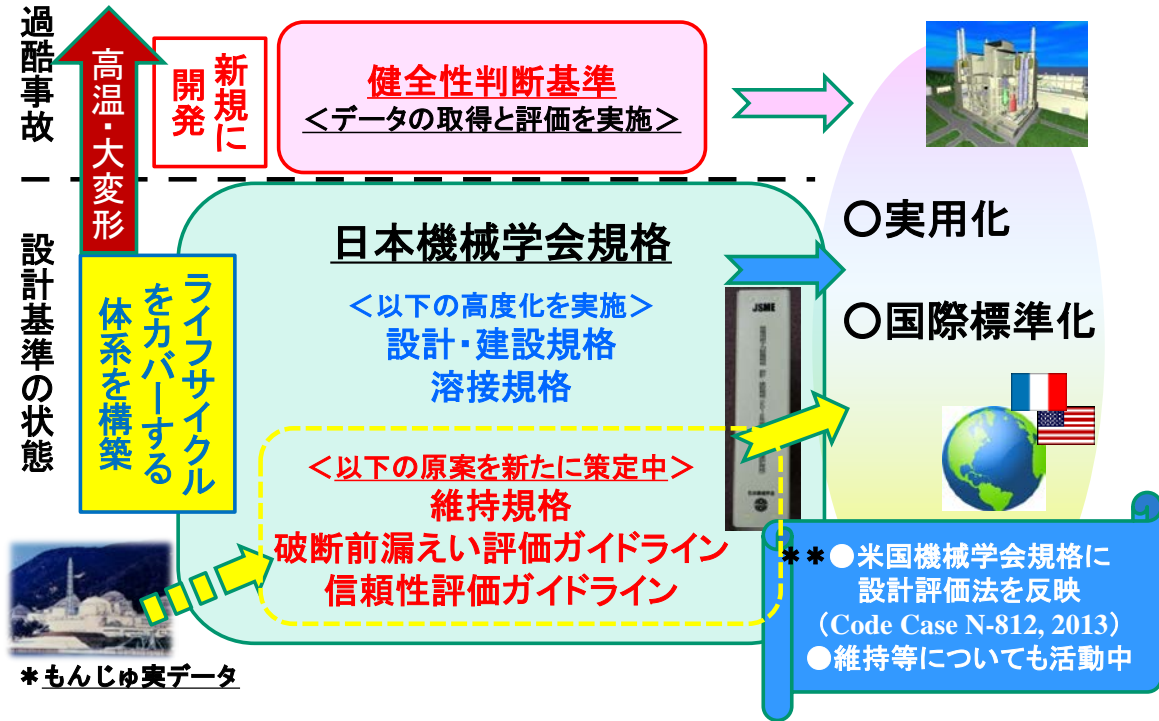 過酷事故
高温・大変形
新規に
開発
健全性判断基準
＜データの取得と評価を実施＞
設計基準の状態
ライフサイクル
をカバーする
体系を構築
日本機械学会規格
＜以下の高度化を実施＞
設計・建設規格
溶接規格
＜以下の原案を新たに策定中＞
維持規格
破断前漏えい評価ガイドライン
信頼性評価ガイドライン
JSME
〇実用化
〇国際標準化
＊＊●米国機械学会規格に
設計評価法を反映
（Code Case N-812, 2013）
●維持等についても活動中
＊もんじゅ実データ